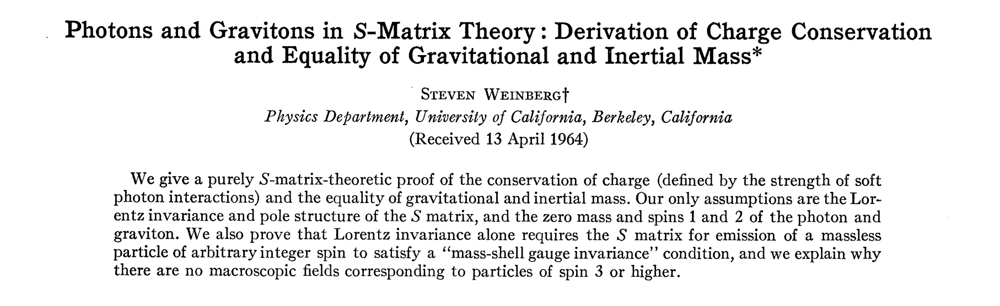 Photons and Gravitons in S-Matrix Theory: Derivation of Charge Conservation
and Equality of Gravitational and Inertial Mass*
STEVEN WEINBERG†
Physics Department, University of California, Berkeley, California
(Received 13 April 1964)
We give a purely S-matrix-theoretic proof of the conservation of charge (defined by the strength of soft
photon interactions) and the equality of gravitational and inertial mass. Our only assumptions are the Lor-
entz invariance and pole structure of the S matrix, and the zero mass and spins 1 and 2 of the photon and
graviton. We also prove that Lorentz invariance alone requires the S matrix for emission of a massless
particle of arbitrary integer spin to satisfy a “mass-shell gauge invariance” condition, and we explain why
there are no macroscopic fields corresponding to particles of spin 3 or higher.